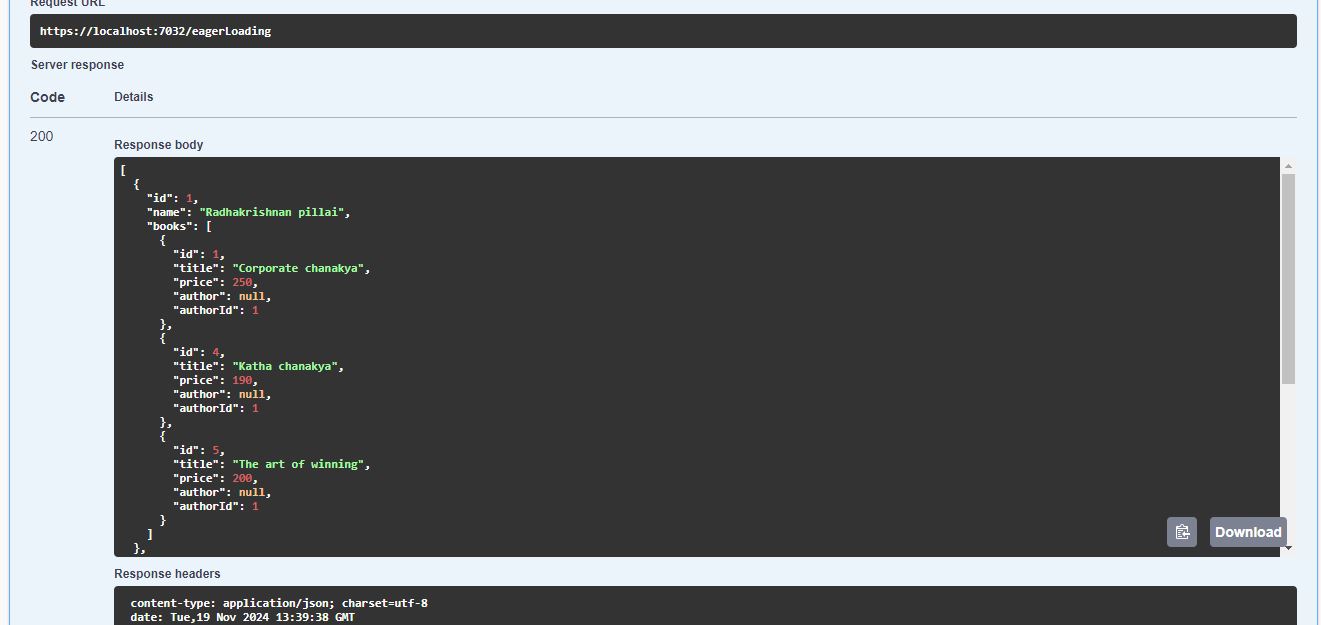 Request URL
https://localhost:7032/eagerLoading
Server response
Code Details
200
Response body
[
{
"id": 1,
"name": "Radhakrishnan pillai",
"books": [
{
"id": 1,
"title": "Corporate chanakya",
"price": 250,
"author": null,
"authorId": 1
},
{
"id": 4,
"title": "Katha chanakya",
"price": 190,
"author": null,
"authorId": 1
},
{
"id": 5,
"title": "The art of winning",
"price": 200,
"author": null,
"authorId": 1
}
]
},
Download
Response headers
content-type: application/json; charset=utf-8
date: Tue,19 Nov 2024 13:39:38 GMT